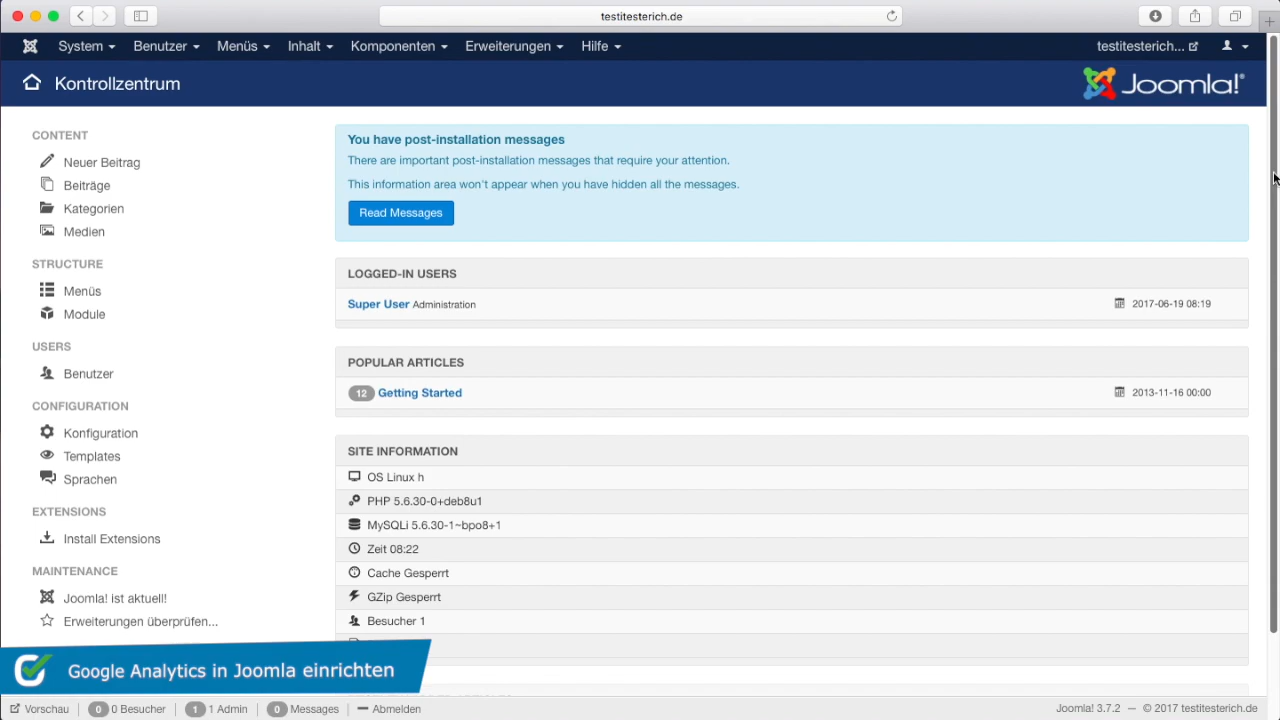 testitesterich.de
System Benutzer Menüs Inhalt Komponenten Erweiterungen Hilfe testitesterich...
Kontrollzentrum Joomla!®
CONTENT
Neuer Beitrag
Beiträge
Kategorien
Medien
STRUCTURE
Menüs
Module
USERS
Benutzer
CONFIGURATION
Konfiguration
Templates
Sprachen
EXTENSIONS
Install Extensions
MAINTENANCE
Joomla! ist aktuell!
Erweiterungen überprüfen...
You have post-installation messages
There are important post-installation messages that require your attention.
This information area won't appear when you have hidden all the messages.
Read Messages
LOGGED-IN USERS
Super User Administration 2017-06-19 08:19
POPULAR ARTICLES
12 Getting Started 2013-11-16 00:00
SITE INFORMATION
OS Linux h
PHP 5.6.30-0+deb8u1
MySQLi 5.6.30-1~bpo8+1
Zeit 08:22
Cache Gesperrt
GZip Gesperrt
Besucher 1
Google Analytics in Joomla einrichten
Vorschau 0 0 Besucher 1 1 Admin 0 Messages Abmelden Joomla! 3.7.2 — © 2017 testitesterich.de